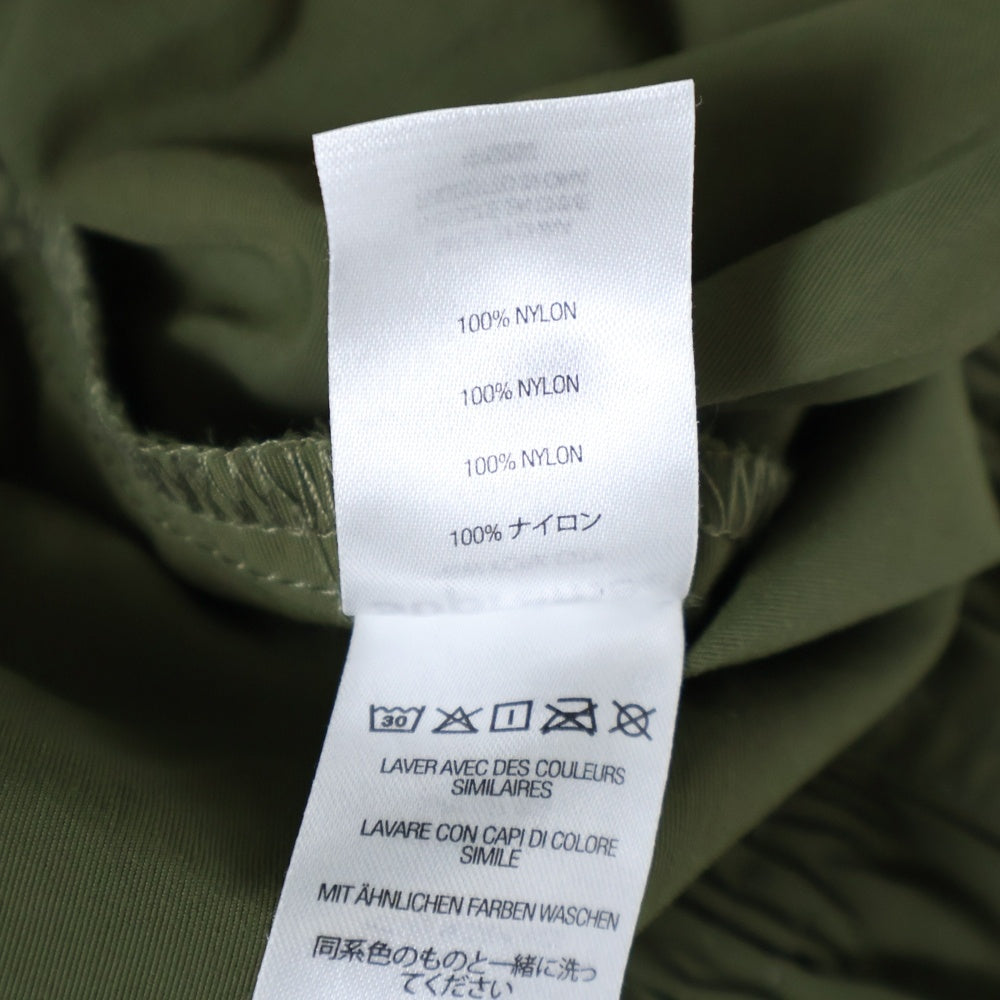 100% NYLON
100% NYLON
100% NYLON
100% ナイロン
30
LAVER AVEC DES COULEURS
SIMILAIRES
LAVARE CON CAPI DI COLORE
SIMILE
MIT ÄHNLICHEN FARBEN WASCHEN
同系色のものと一緒に洗っ
てください